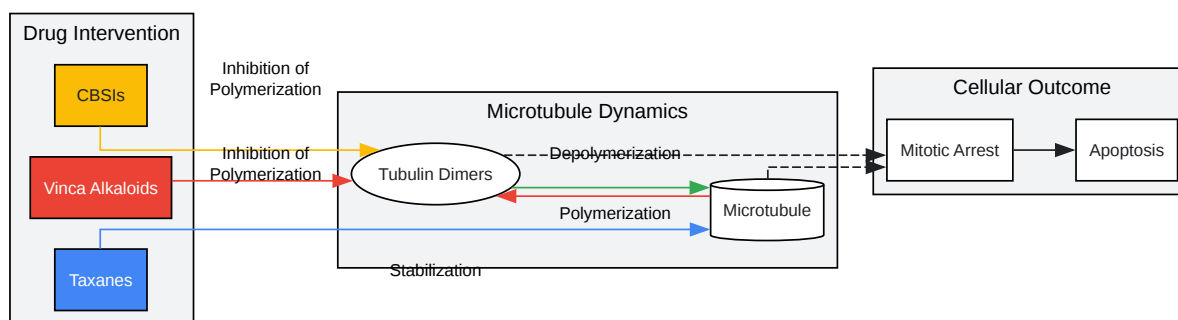 Drug Intervention
CBSIs
Vinca Alkaloids
Taxanes
Inhibition of
Polymerization
Inhibition of
Polymerization
Stabilization
Microtubule Dynamics
Tubulin Dimers
Depolymerization
Polymerization
Microtubule
Cellular Outcome
Mitotic Arrest
Apoptosis